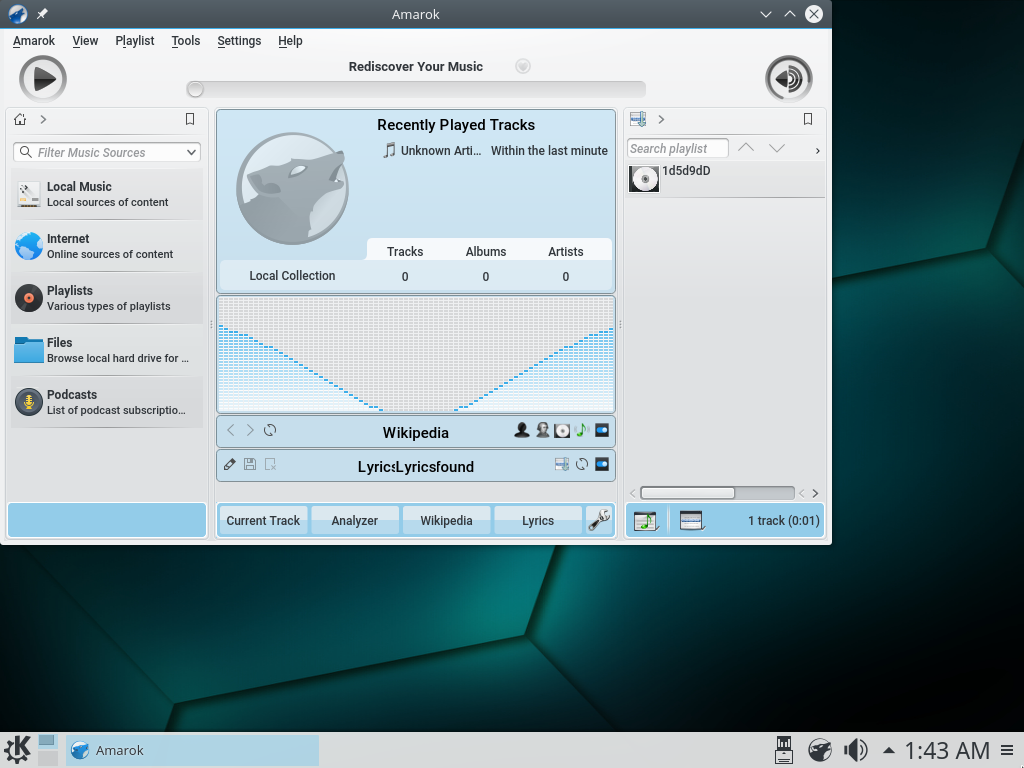 Amarok
Amarok View Playlist Tools Settings Help
Rediscover Your Music
Filter Music Sources
Local Music
Local sources of content
Internet
Online sources of content
Playlists
Various types of playlists
Files
Browse local hard drive for ...
Podcasts
List of podcast subscriptio...
Recently Played Tracks
Unknown Arti... Within the last minute
Tracks Albums Artists
Local Collection 0 0 0
Wikipedia
Lyrics
Current Track Analyzer Wikipedia Lyrics
Search playlist
1d5d9dD
1 track (0:01)
Amarok
1:43 AM